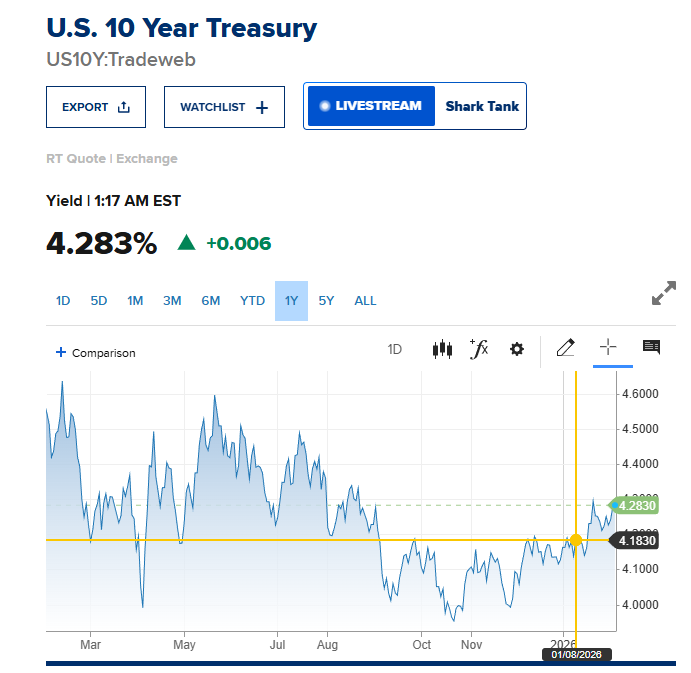 U.S. 10 Year Treasury
US10Y:Tradeweb
EXPORT
WATCHLIST +
LIVESTREAM Shark Tank
RT Quote | Exchange
Yield | 1:17 AM EST
4.283% ▲ +0.006
1D 5D 1M 3M 6M YTD 1Y 5Y ALL
+ Comparison 1D +ƒx
4.6000
4.5000
4.4000
4.2830
4.1830
4.1000
4.0000
Mar May Jul Aug Oct Nov 2026
01/08/2026